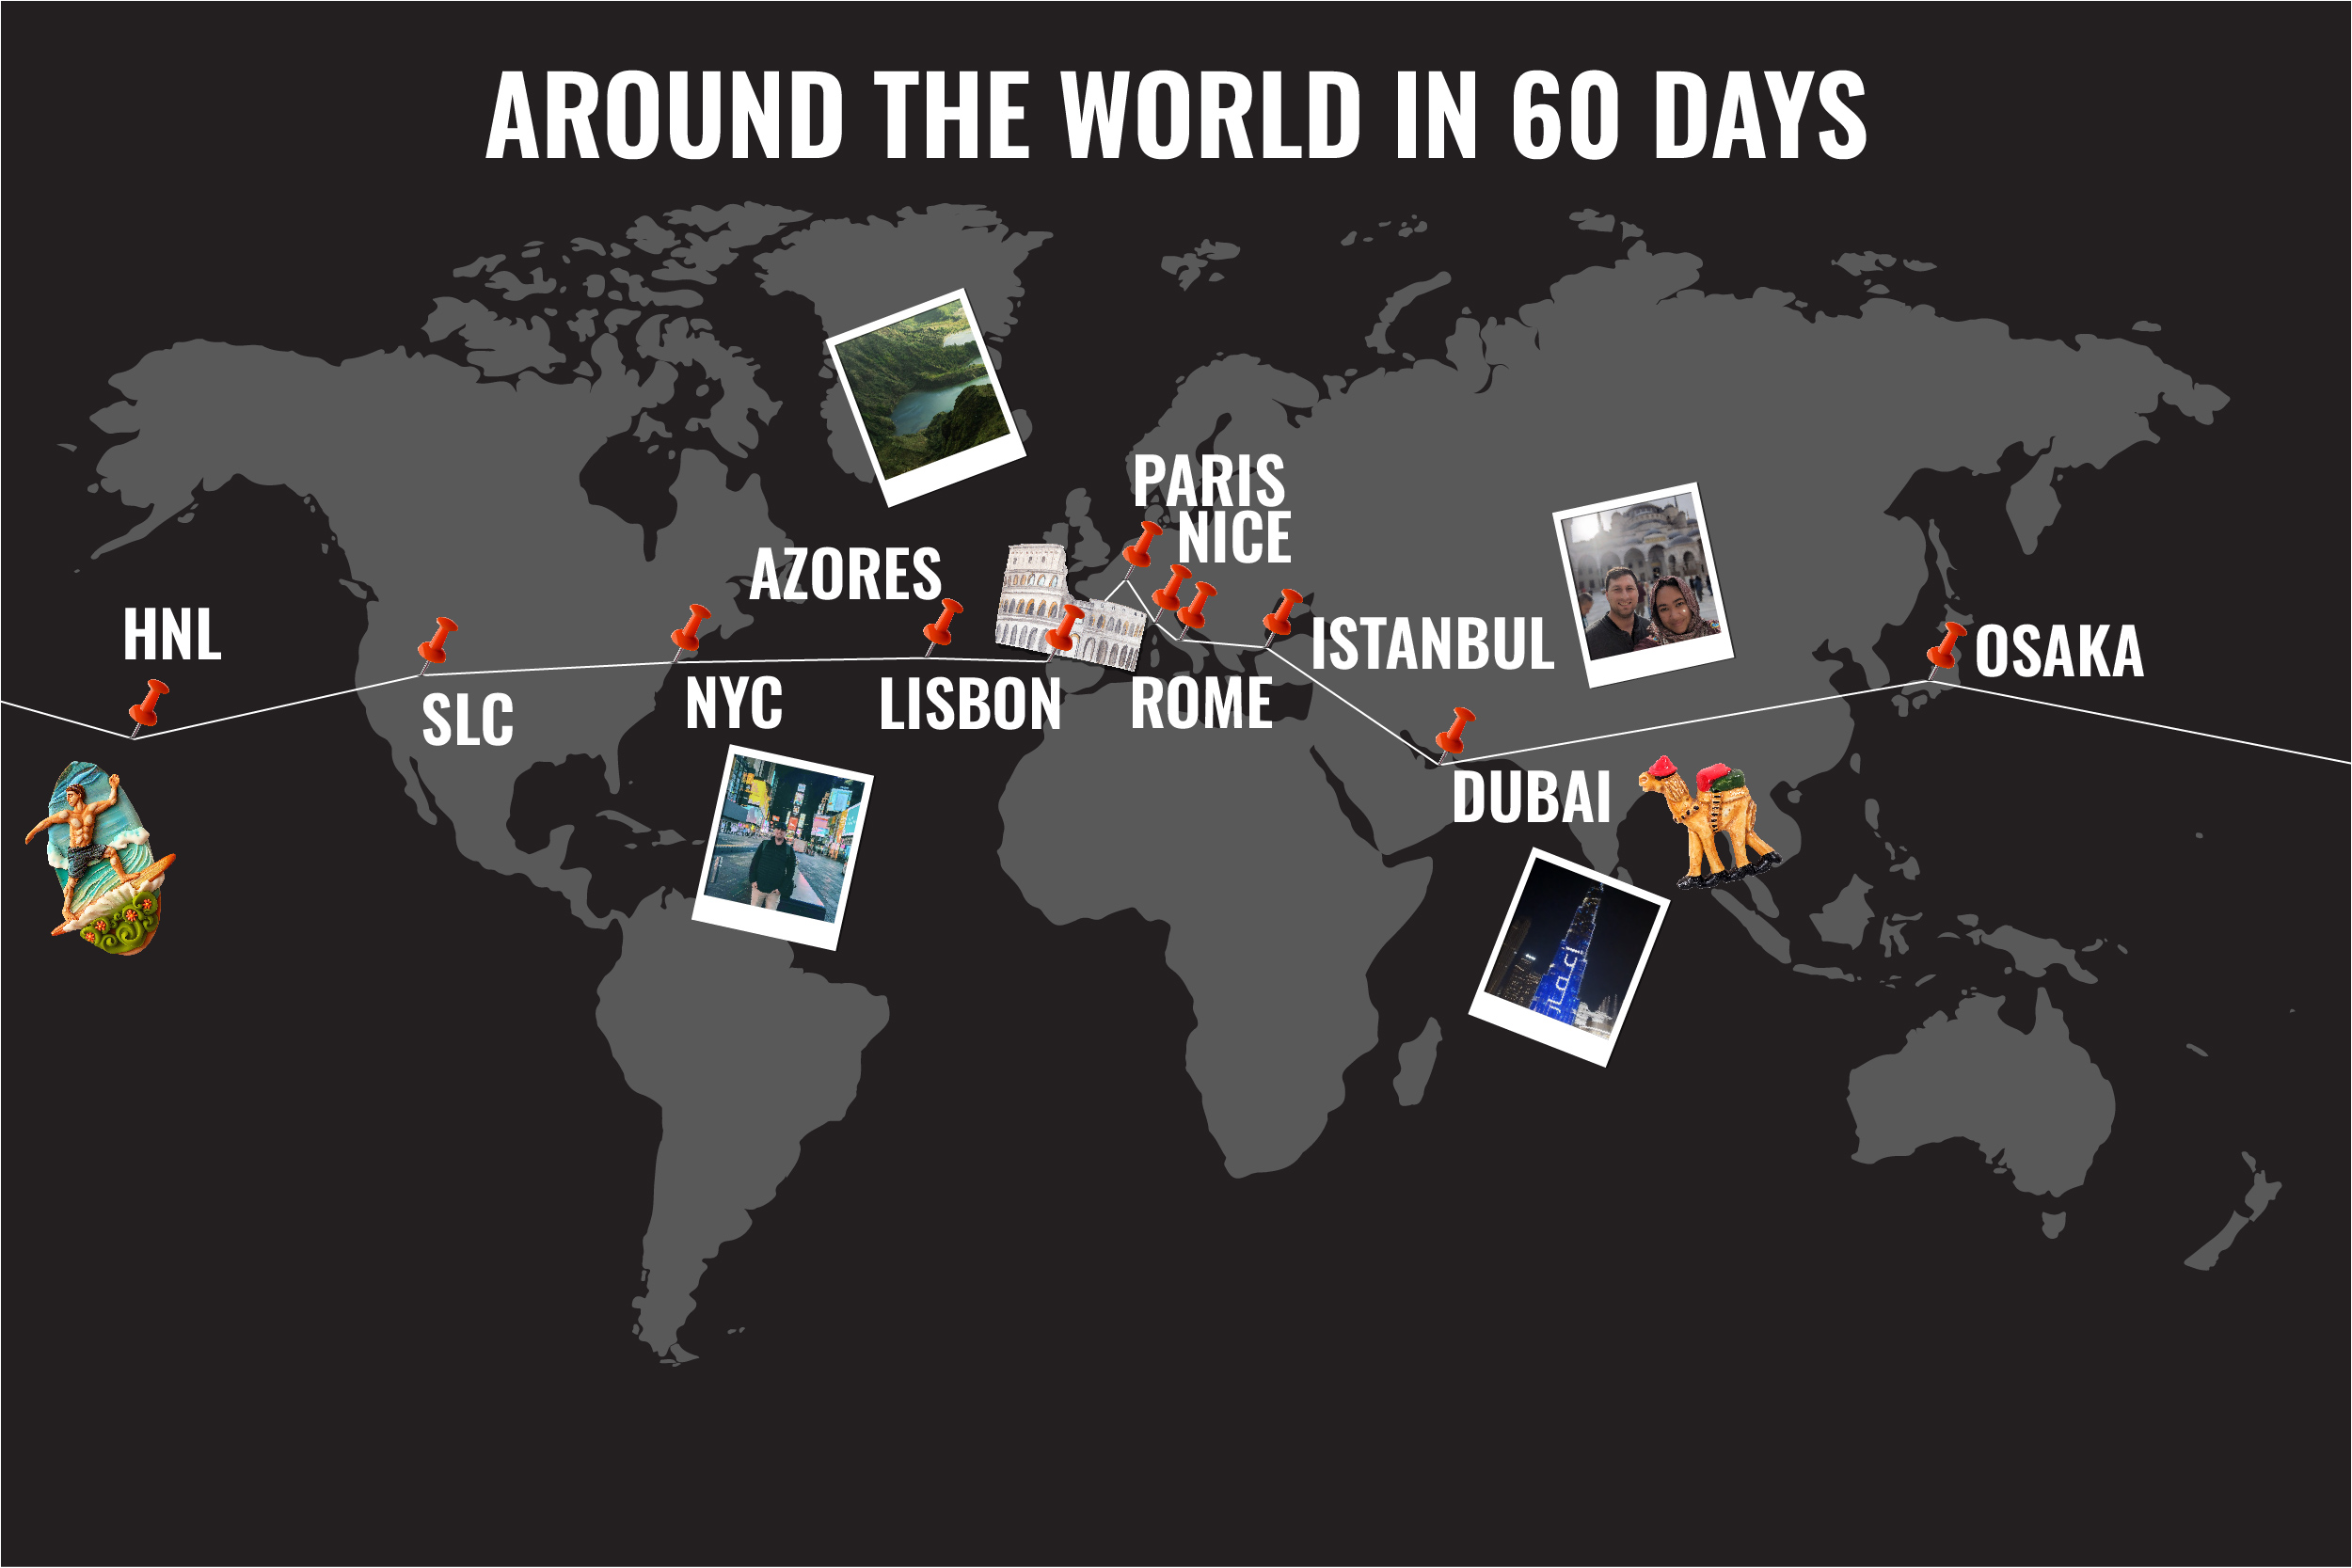 AROUND THE WORLD IN 60 DAYS
PARIS
NICE
AZORES
HNL
ISTANBUL
OSAKA
SLC
NYC
LISBON
ROME
DUBAI